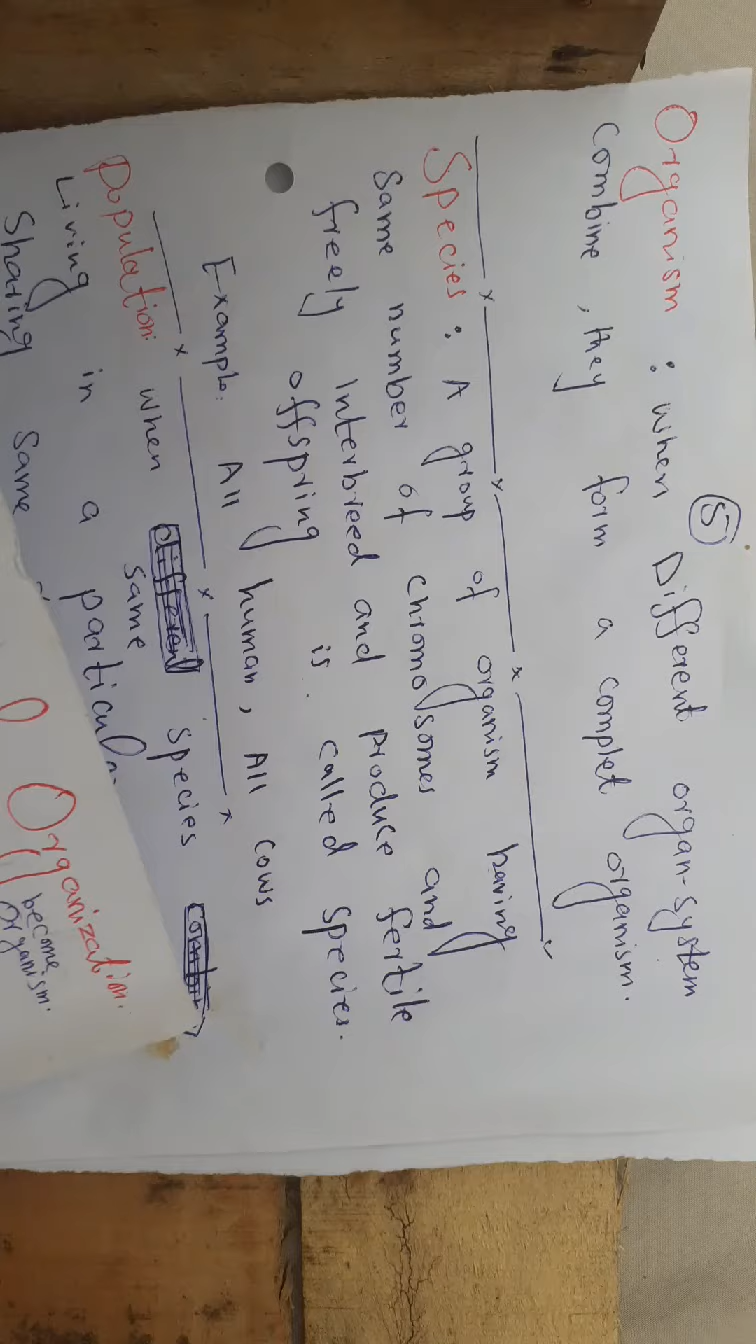 5
Organism : When Different organ-system
Combine, they form a complet organism.
Species : A group of organism having
Same number of chromosomes and
freely Interbreed and produce fertile
offspring is called species.
Example: All human, All cows
Population: when same species
Living in a
Sharing same
Organization.
become
organism.